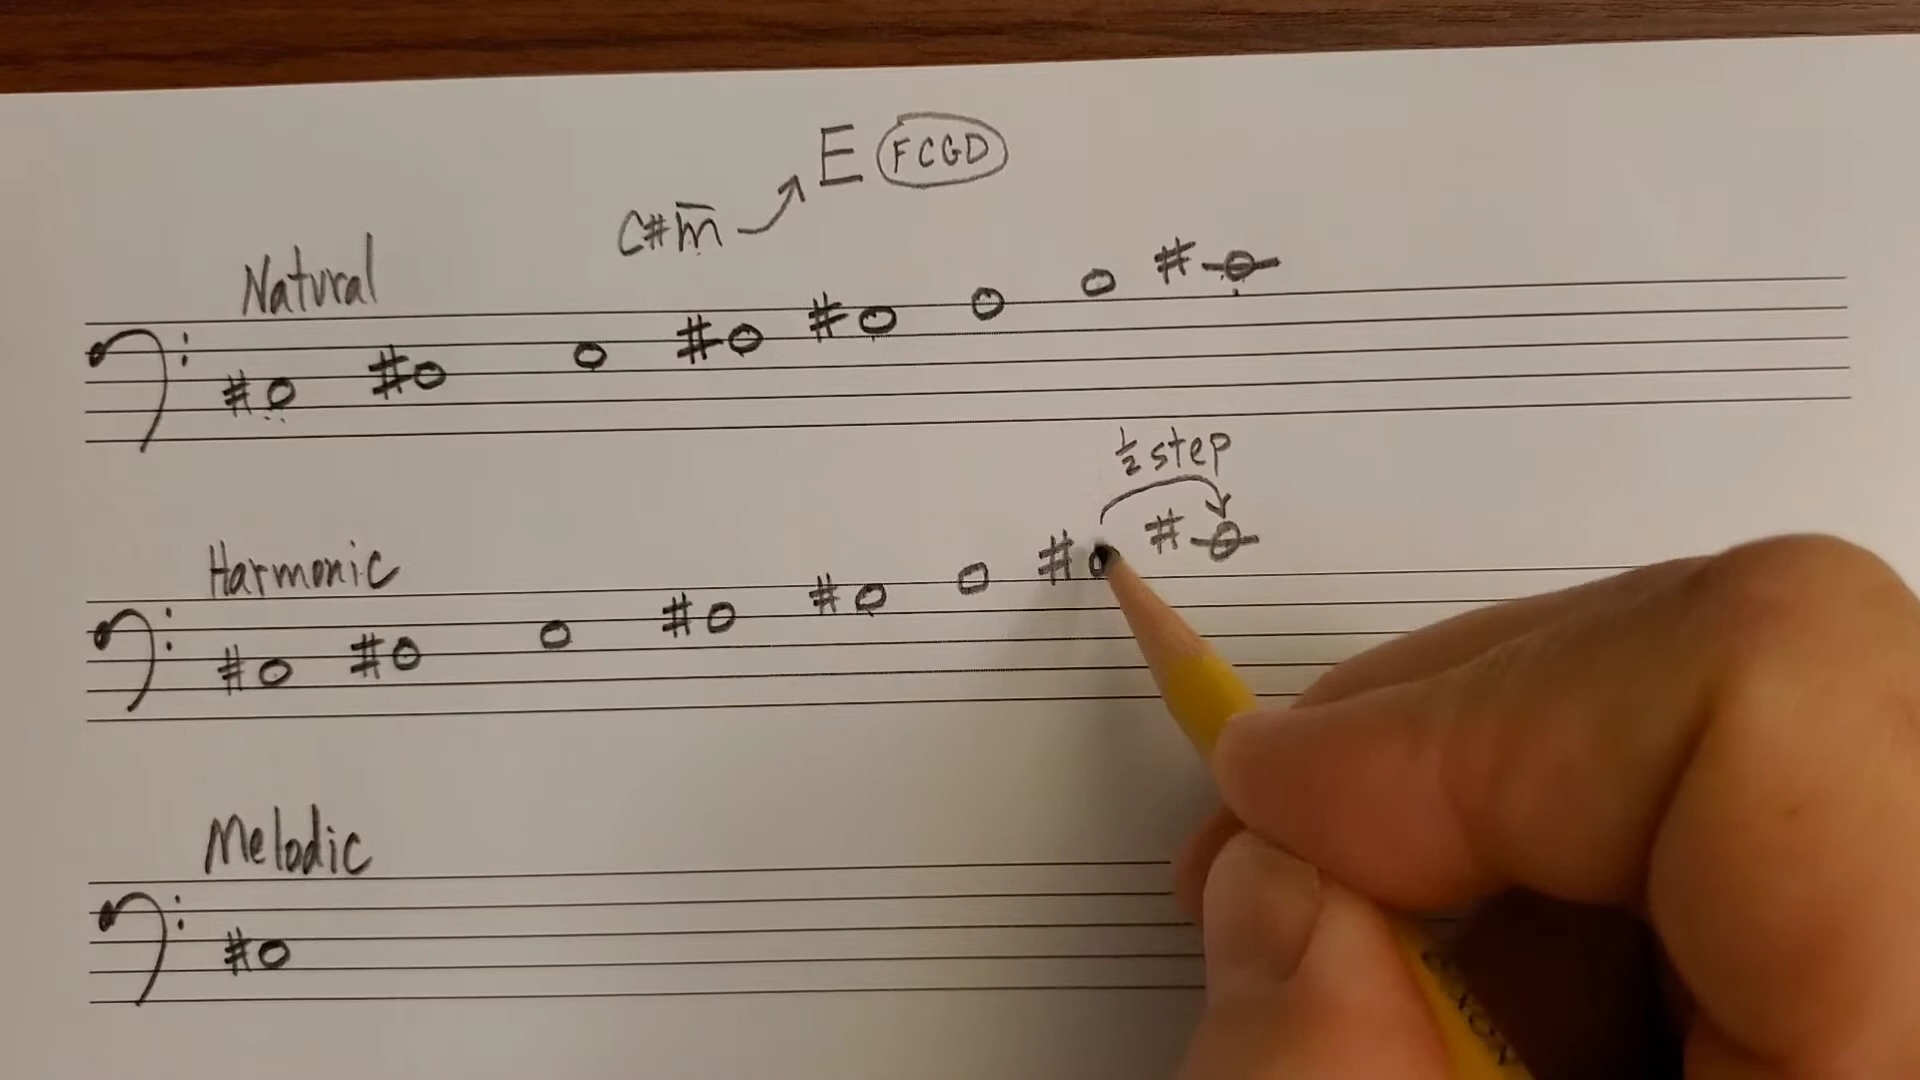 E FCGD
C#m
Natural
½ step
Harmonic
Melodic